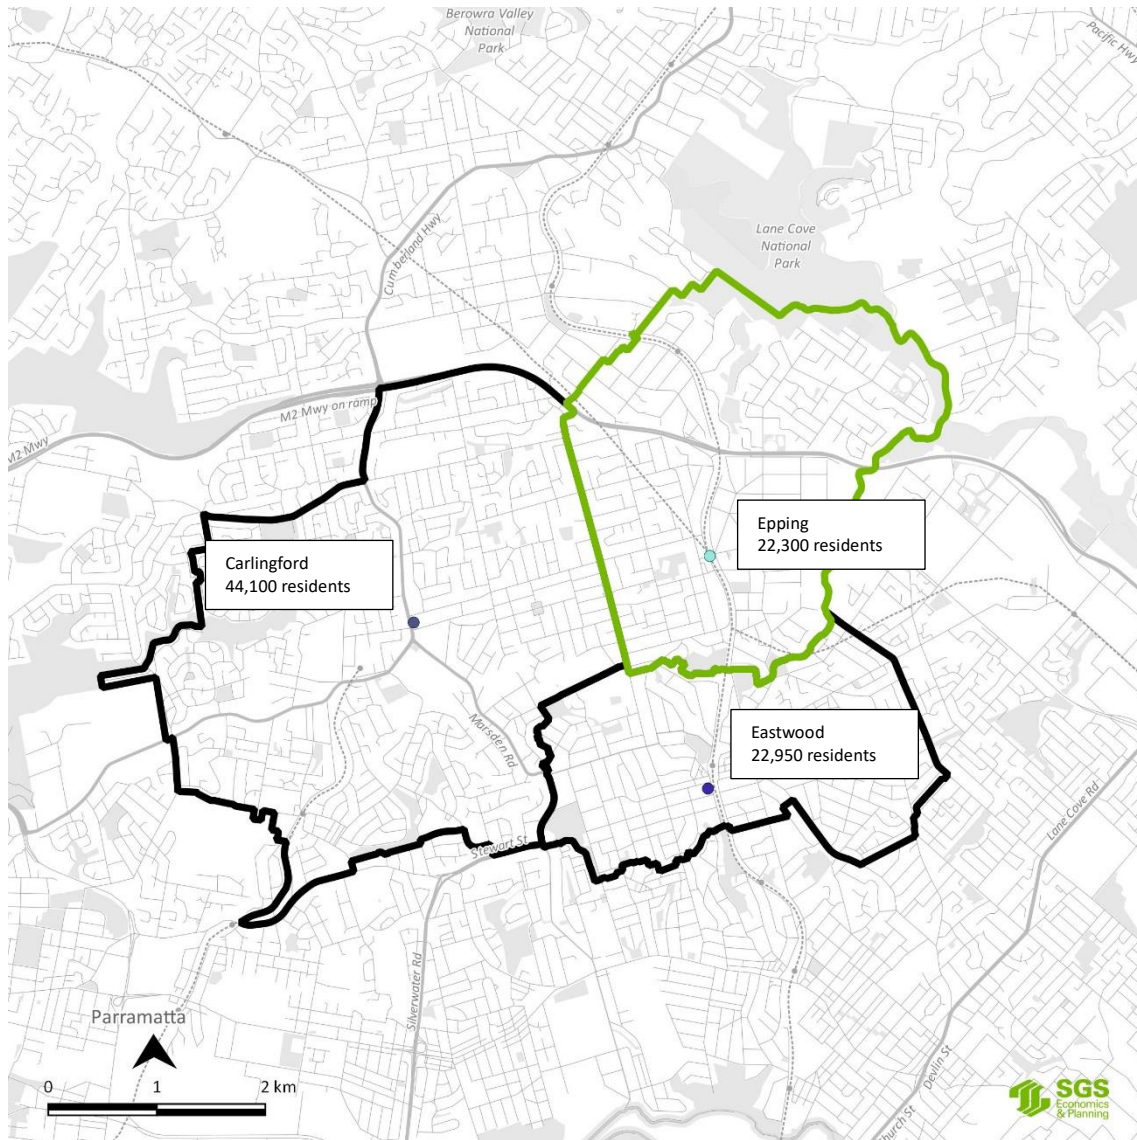 Berowra Valley
National
Park
Pacific Hwy
Cumberland Hwy
Lane Cove
National
Park
M2 Mwy on ramp
M2 Mwy
Epping
22,300 residents
Carlingford
44,100 residents
Marsden Rd
Eastwood
22,950 residents
Lane Cove Rd
Stewart St
Silverwater Rd
Parramatta
0 1 2 km
Devlin St
Church St
SGS
Economics
& Planning